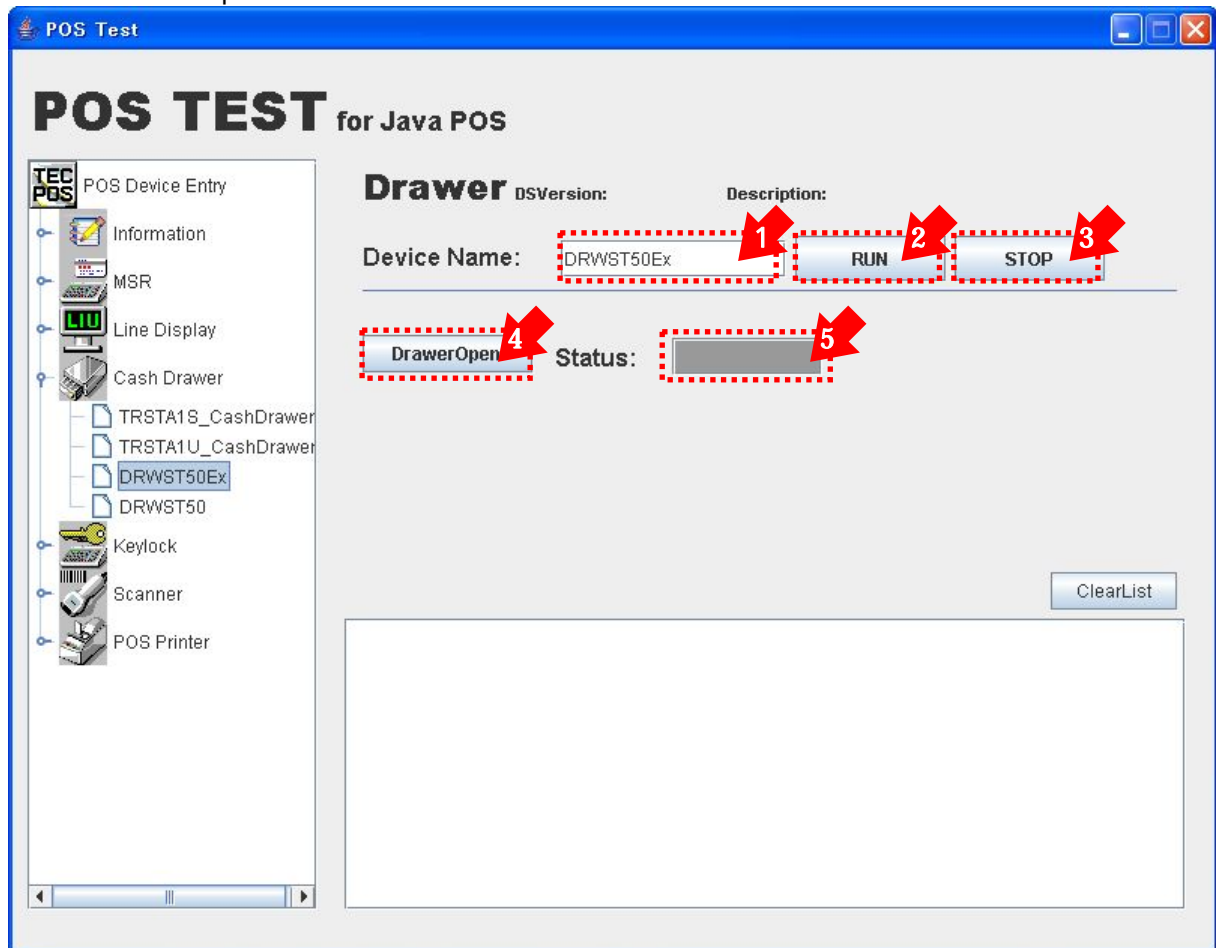 POS Test
POS TEST for Java POS
TEC POS POS Device Entry
Information
MSR
LIU Line Display
Cash Drawer
TRSTA1S_CashDrawer
TRSTA1U_CashDrawer
DRWST50Ex
DRWST50
Keylock
Scanner
POS Printer
Drawer DSVersion: Description:
Device Name: DRWST50Ex 1 RUN 2 STOP 3
DrawerOpen 4 Status: 5
ClearList